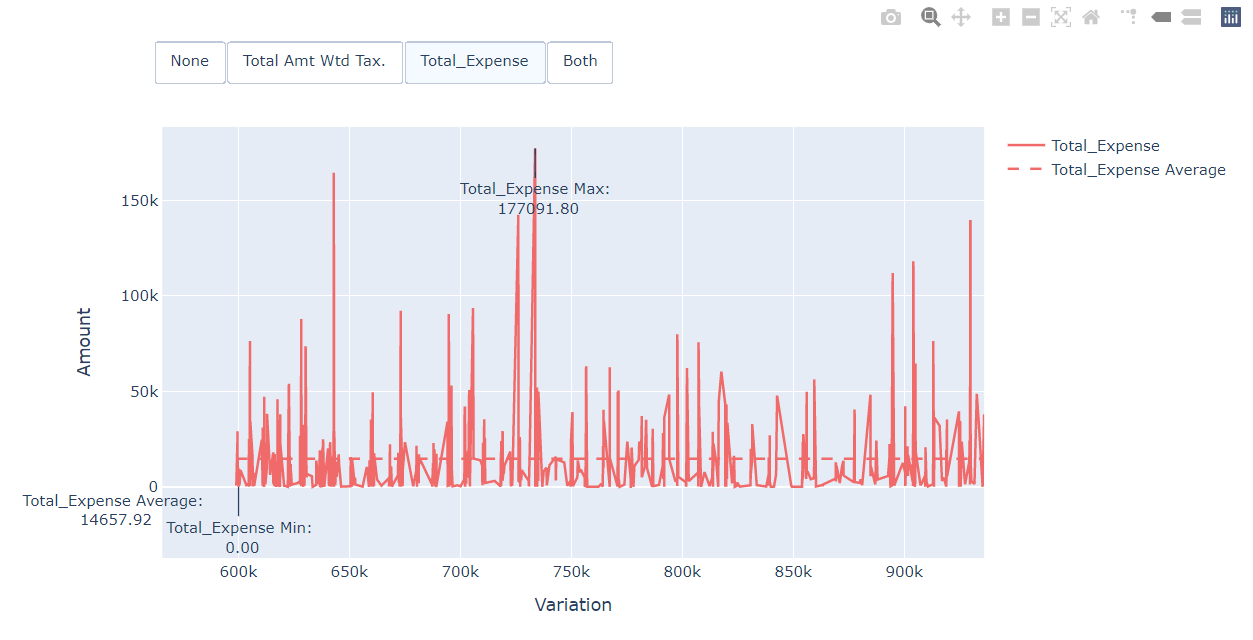 None
Total Amt Wtd Tax.
Total_Expense
Both
Total_Expense
Total_Expense Average
Total_Expense Max:
177091.80
150k
100k
50k
0
Amount
Total_Expense Average:
14657.92
Total_Expense Min:
0.00
600k
650k
700k
750k
800k
850k
900k
Variation